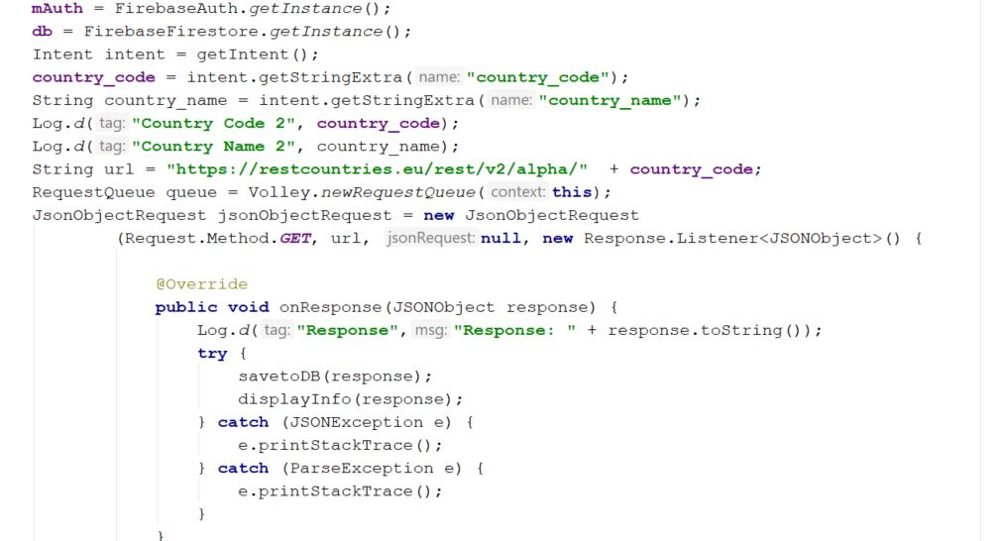 mAuth = FirebaseAuth.getInstance();
db = FirebaseFirestore.getInstance();
Intent intent = getIntent();
country_code = intent.getStringExtra( name: "country_code");
String country_name = intent.getStringExtra( name: "country_name");
Log.d( tag: "Country Code 2", country_code);
Log.d( tag: "Country Name 2", country_name);
String url = "https://restcountries.eu/rest/v2/alpha/" + country_code;
RequestQueue queue = Volley.newRequestQueue( context: this);
JsonObjectRequest jsonObjectRequest = new JsonObjectRequest
(Request.Method.GET, url, jsonRequest: null, new Response.Listener<JSONObject>() {
@Override
public void onResponse(JSONObject response) {
Log.d( tag: "Response", msg: "Response: " + response.toString());
try {
savetoDB(response);
displayInfo(response);
} catch (JSONException e) {
e.printStackTrace();
} catch (ParseException e) {
e.printStackTrace();
}
}